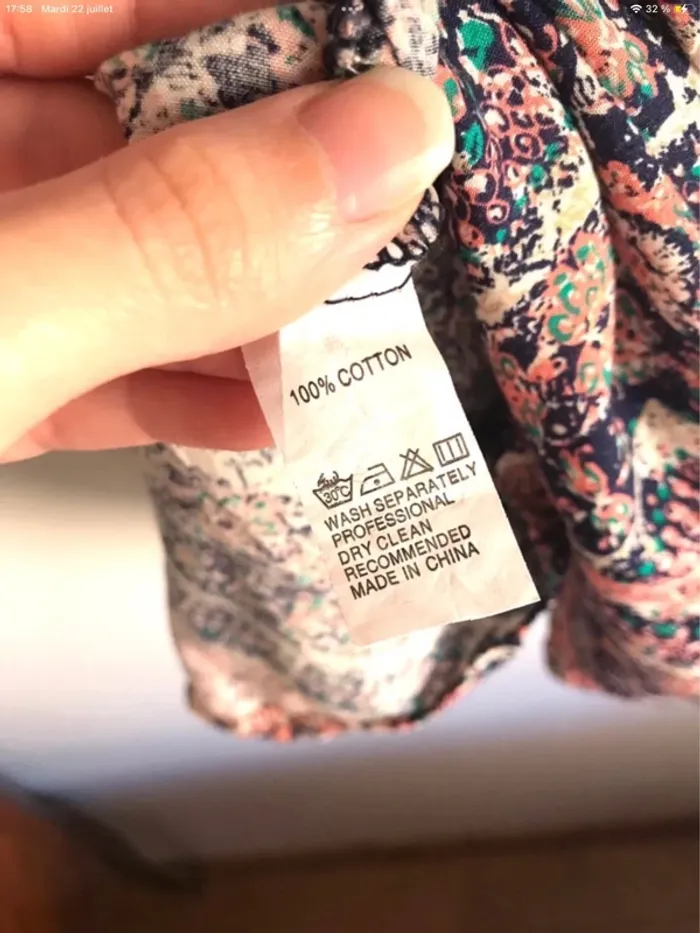 17:58 Mardi 22 juillet
32 %
100% COTTON
30°C
WASH SEPARATELY
PROFESSIONAL
DRY CLEAN
RECOMMENDED
MADE IN CHINA